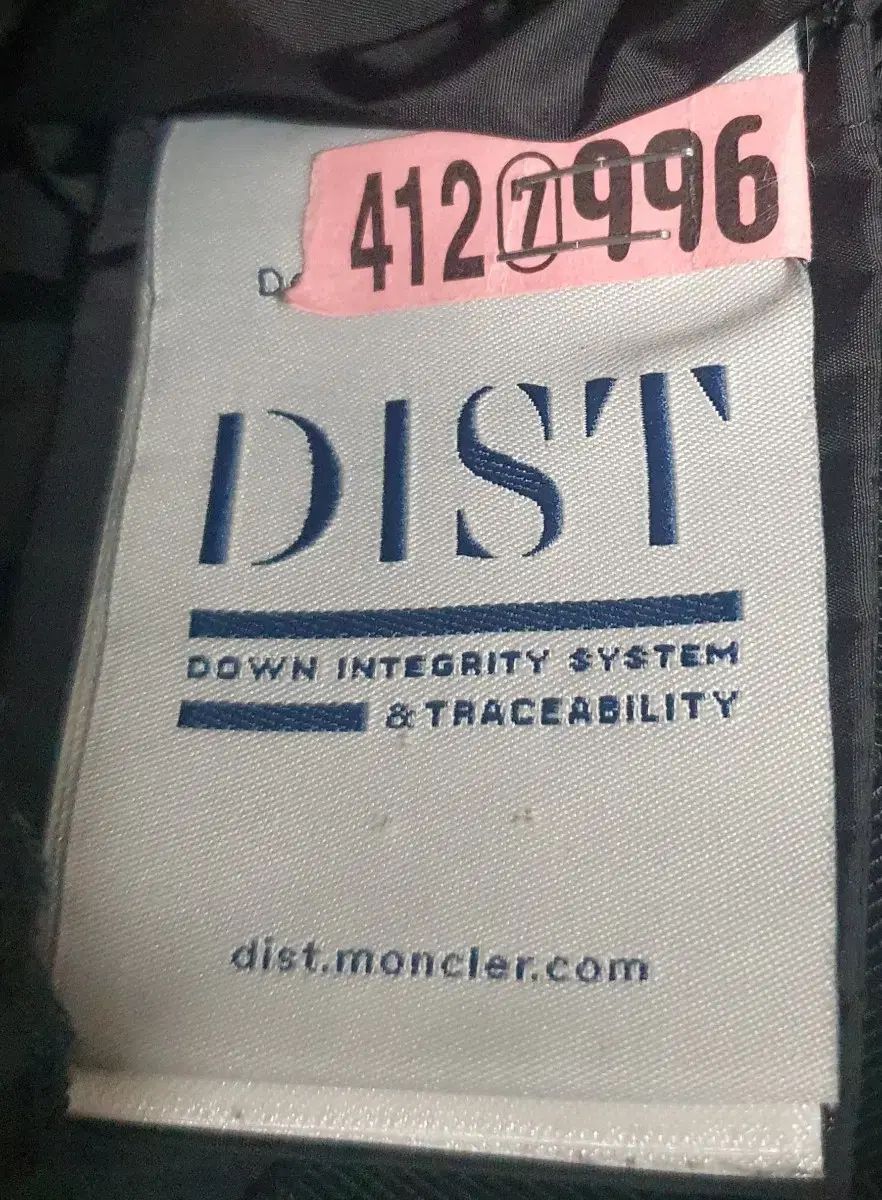 4127996
DIST
DOWN INTEGRITY SYSTEM
& TRACEABILITY
dist.moncler.com